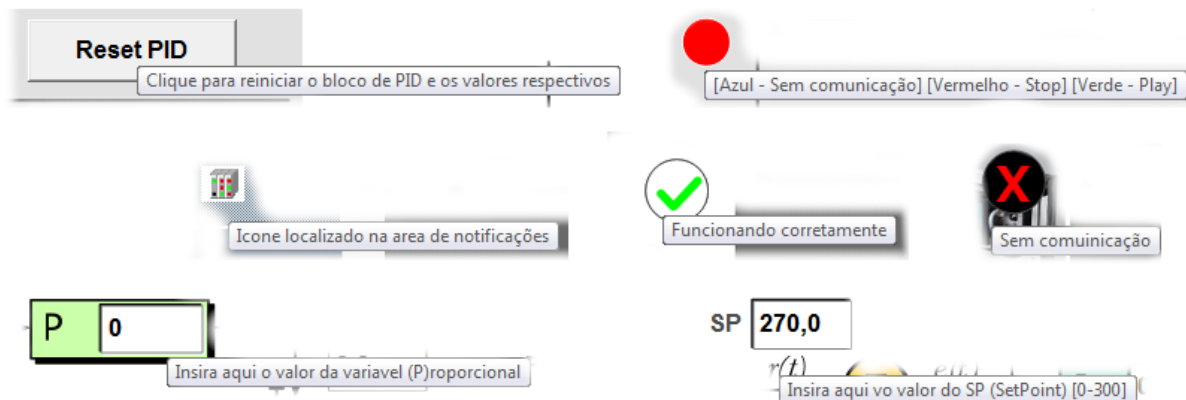 Reset PID
Clique para reiniciar o bloco de PID e os valores respectivos
[Azul - Sem comunicação] [Vermelho - Stop] [Verde - Play]
Icone localizado na area de notificações
Funcionando corretamente
X
Sem comuinicação
P 0
Insira aqui o valor da variavel (P)roporcional
SP 270,0
r(t)
Insira aqui vo valor do SP (SetPoint) [0-300]